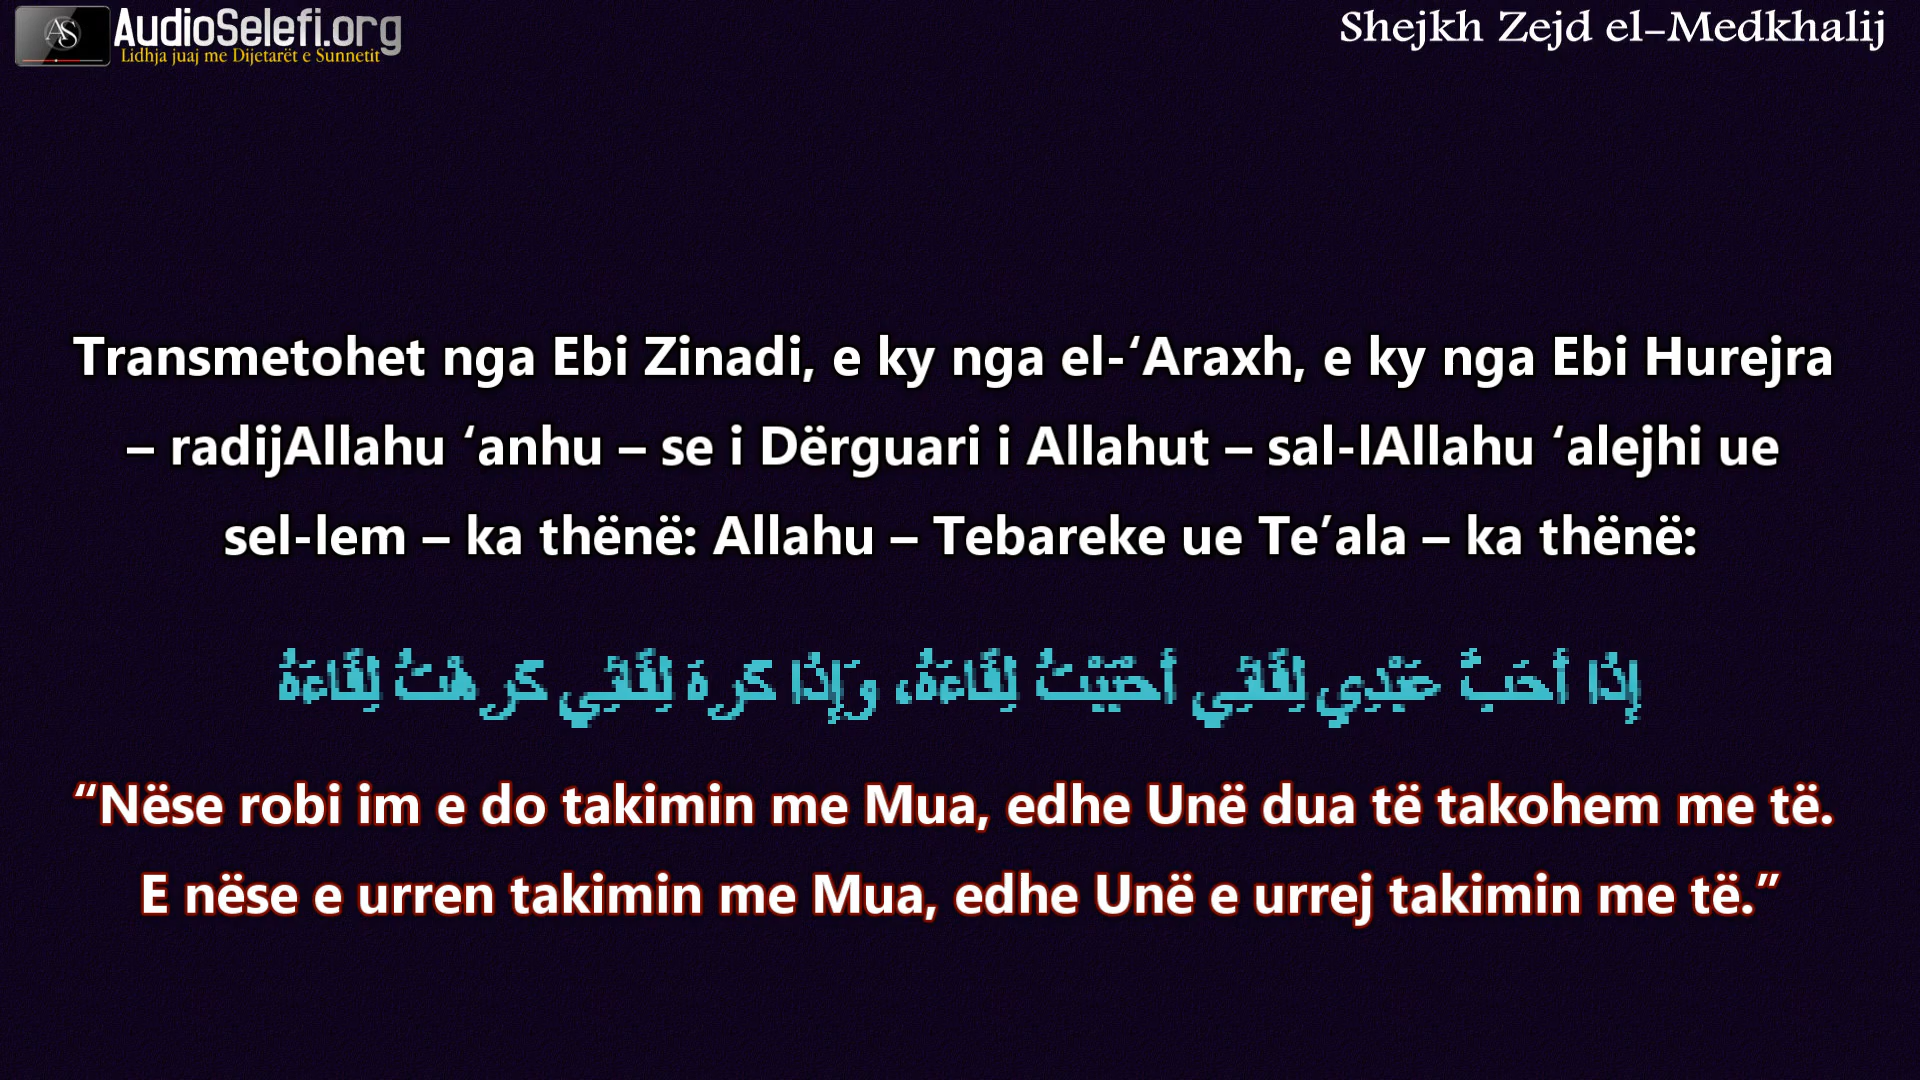 AudioSelefi.org
Lidhja juaj me Dijetarët e Sunnetit
Shejkh Zejd el-Medkhalij
Transmetohet nga Ebi Zinadi, e ky nga el-‘Araxh, e ky nga Ebi Hurejra
– radijAllahu ‘anhu – se i Dërguari i Allahut – sal-lAllahu ‘alejhi ue
sel-lem – ka thënë: Allahu – Tebareke ue Te’ala – ka thënë:
إِذَا أَحَبَّ عَبْدِي لِقَائِي أَحْبَبْتُ لِقَاءَهُ، وَإِذَا كَرِهَ لِقَائِي كَرِهْتُ لِقَاءَهُ
“Nëse robi im e do takimin me Mua, edhe Unë dua të takohem me të.
E nëse e urren takimin me Mua, edhe Unë e urrej takimin me të.”